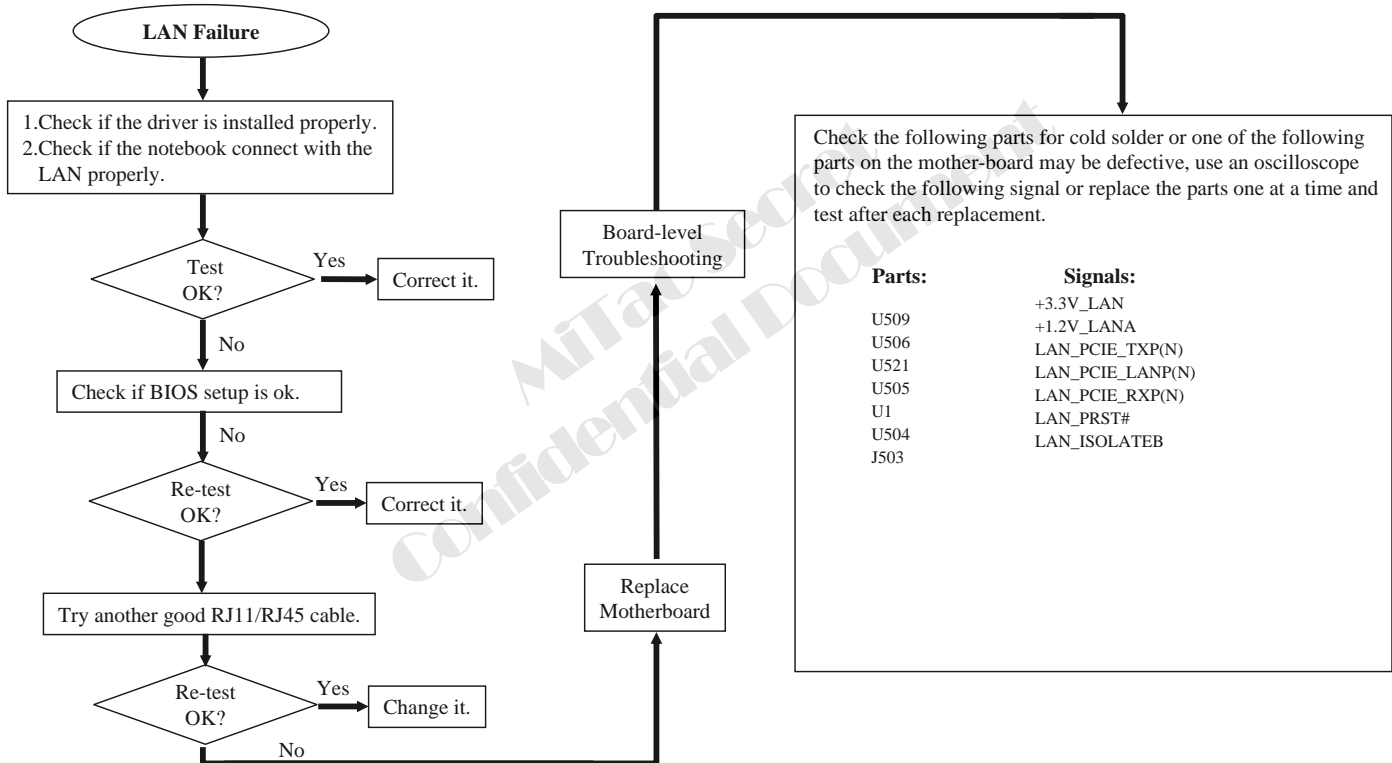 LAN Failure
1.Check if the driver is installed properly.
2.Check if the notebook connect with the
LAN properly.
Test
OK?
Yes
Correct it.
No
Check if BIOS setup is ok.
No
Re-test
OK?
Yes
Correct it.
Try another good RJ11/RJ45 cable.
Re-test
OK?
Yes
Change it.
No
Replace
Motherboard
Board-level
Troubleshooting
Check the following parts for cold solder or one of the following
parts on the mother-board may be defective, use an oscilloscope
to check the following signal or replace the parts one at a time and
test after each replacement.
Parts:
U509
U506
U521
U505
U1
U504
J503
Signals:
+3.3V_LAN
+1.2V_LANA
LAN_PCIE_TXP(N)
LAN_PCIE_LANP(N)
LAN_PCIE_RXP(N)
LAN_PRST#
LAN_ISOLATEB
MiTac Secret
Confidential Document